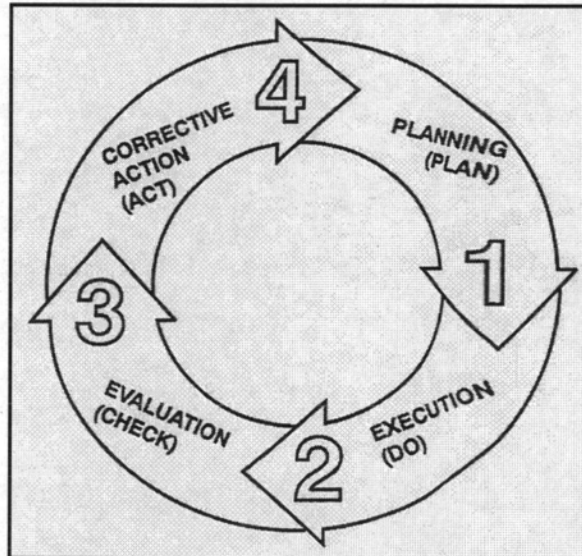 PLANNING
(PLAN)
1
EXECUTION
(DO)
2
EVALUATION
(CHECK)
3
CORRECTIVE
ACTION
(ACT)
4